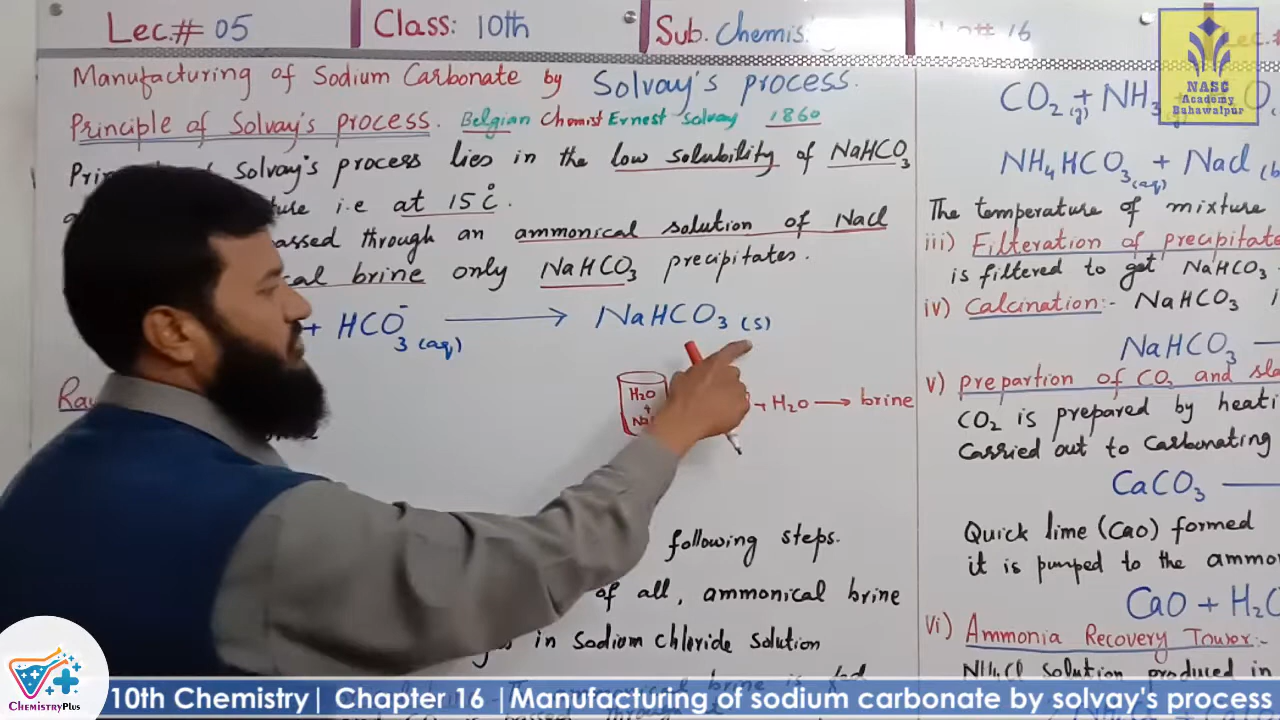 Lec.# 05
Class: 10th
Sub. Chemis
# 16
Manufacturing of Sodium Carbonate by Solvay's process.
Principle of Solvay's process. Belgian Chemist Ernest Solvay 1860
Solvay's process lies in the low solubility of NaHCO3
i.e at 15°C.
passed through an ammonical solution of Nacl
brine only NaHCO3 precipitates.
+ HCO3⁻ (aq) ⟶ NaHCO3 (s)
H2O
+
+ H2O ⟶ brine
following steps.
of all, ammonical brine
in Sodium chloride solution
CO2 (g) + NH3
NH4HCO3 (aq) + Nacl
The temperature of mixture
iii) Filteration of precipitate
is filtered to get NaHCO3
iv) Calcination:- NaHCO3
NaHCO3 —
v) prepartion of CO2 and sla
CO2 is prepared by heati
carried out to Carbonating
CaCO3 —
Quick lime (Cao) formed
it is pumped to the ammo
CaO + H2
vi) Ammonia Recovery Tower:-
NH4Cl solution produced in
NASC
Academy
Bahawalpur
ChemistryPlus
10th Chemistry| Chapter 16 |Manufacturing of sodium carbonate by solvay's process